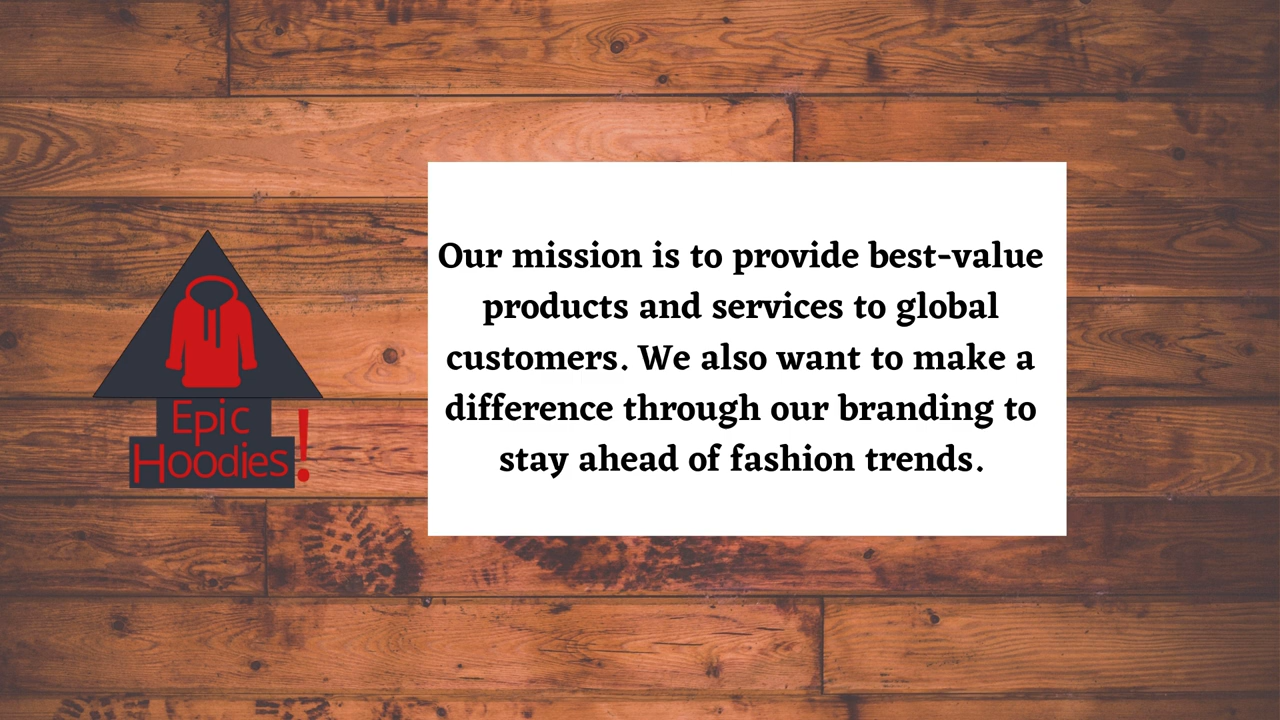 Epic
Hoodies!
Our mission is to provide best-value
products and services to global
customers. We also want to make a
difference through our branding to
stay ahead of fashion trends.